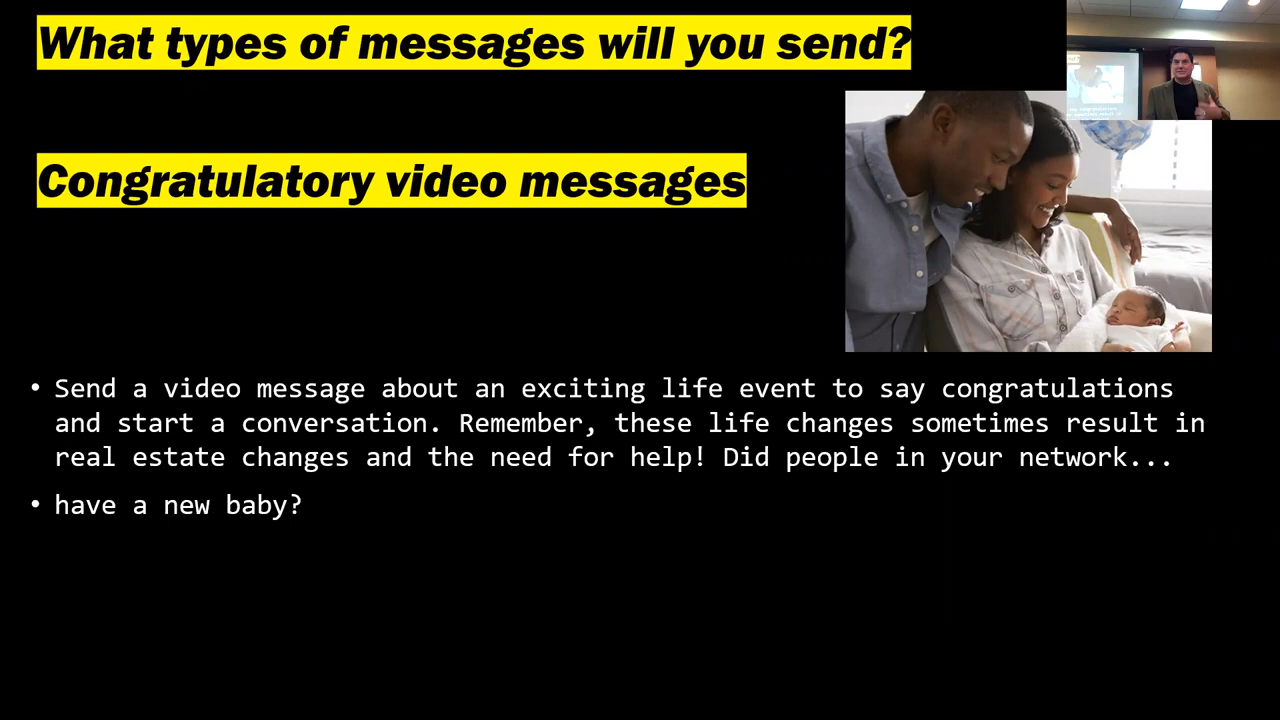 What types of messages will you send?
Congratulatory video messages
• Send a video message about an exciting life event to say congratulations
and start a conversation. Remember, these life changes sometimes result in
real estate changes and the need for help! Did people in your network...
• have a new baby?